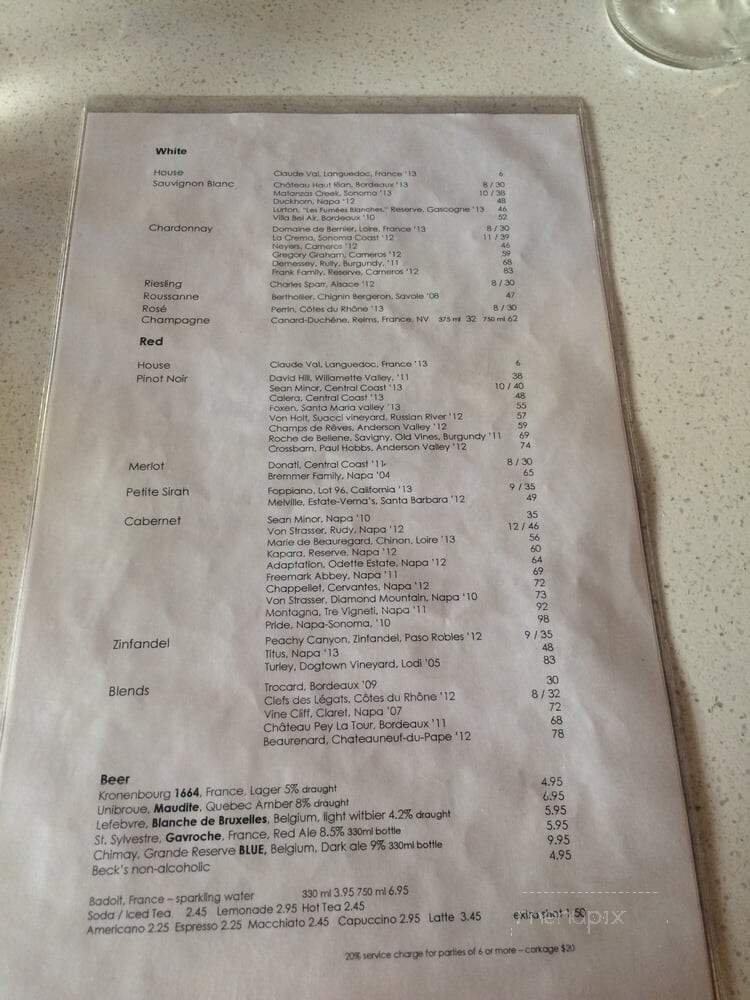 White
House Claude Val, Languedoc, France '13 6
Sauvignon Blanc Château Haut Rian, Bordeaux '13 8 / 30
Matanzas Creek, Sonoma '13 10 / 38
Duckhorn, Napa '12 48
Lurton, "Les Fumées Blanches," Reserve, Gascogne '13 46
Villa Bel Air, Bordeaux '10 52
Chardonnay Domaine de Bernier, Loire, France '13 8 / 30
La Crema, Sonoma Coast '12 11 / 39
Neyers, Carneros '12 46
Gregory Graham, Carneros '12 59
Demessey, Rully, Burgundy, '11 68
Frank Family, Reserve, Carneros '12 83
Riesling Charles Sparr, Alsace '12 8 / 30
Roussanne Berthollier, Chignin Bergeron, Savoie '08 47
Rosé Perrin, Côtes du Rhône '13 8 / 30
Champagne Canard-Duchêne, Reims, France, NV 375 ml 32 750 ml 62
Red
House Claude Val, Languedoc, France '13 6
Pinot Noir David Hill, Willamette Valley, '11 38
Sean Minor, Central Coast '13 10 / 40
Calera, Central Coast '13 48
Foxen, Santa Maria valley '13 55
Von Holt, Suacci vineyard, Russian River '12 57
Champs de Rêves, Anderson Valley '12 59
Roche de Bellene, Savigny, Old Vines, Burgundy '11 69
Crossbarn, Paul Hobbs, Anderson Valley '12 74
Merlot Donati, Central Coast '11 8 / 30
Bremmer Family, Napa '04 65
Petite Sirah Foppiano, Lot 96, California '13 9 / 35
Melville, Estate-Verna's, Santa Barbara '12 49
Cabernet Sean Minor, Napa '10 35
Von Strasser, Rudy, Napa '12 12 / 46
Marie de Beauregard, Chinon, Loire '13 56
Kapara, Reserve, Napa '12 60
Adaptation, Odette Estate, Napa '12 64
Freemark Abbey, Napa '11 69
Chappellet, Cervantes, Napa '12 72
Von Strasser, Diamond Mountain, Napa '10 73
Montagna, Tre Vigneti, Napa '11 92
Pride, Napa-Sonoma, '10 98
Zinfandel Peachy Canyon, Zinfandel, Paso Robles '12 9 / 35
Titus, Napa '13 48
Turley, Dogtown Vineyard, Lodi '05 83
Blends Trocard, Bordeaux '09 30
Clefs des Légats, Côtes du Rhône '12 8 / 32
Vine Cliff, Claret, Napa '07 72
Château Pey La Tour, Bordeaux '11 68
Beaurenard, Chateauneuf-du-Pape '12 78
Beer
Kronenbourg 1664, France, Lager 5% draught 4.95
Unibroue, Maudite, Quebec Amber 8% draught 6.95
Lefebvre, Blanche de Bruxelles, Belgium, light witbier 4.2% draught 5.95
St. Sylvestre, Gavroche, France, Red Ale 8.5% 330ml bottle 5.95
Chimay, Grande Reserve BLUE, Belgium, Dark ale 9% 330ml bottle 9.95
Beck's non-alcoholic 4.95
Badoit, France – sparkling water 330 ml 3.95 750 ml 6.95
Soda / Iced Tea 2.45 Lemonade 2.95 Hot Tea 2.45
Americano 2.25 Espresso 2.25 Macchiato 2.45 Capuccino 2.95 Latte 3.45 extra shot 1.50
menupix
20% service charge for parties of 6 or more – corkage $20